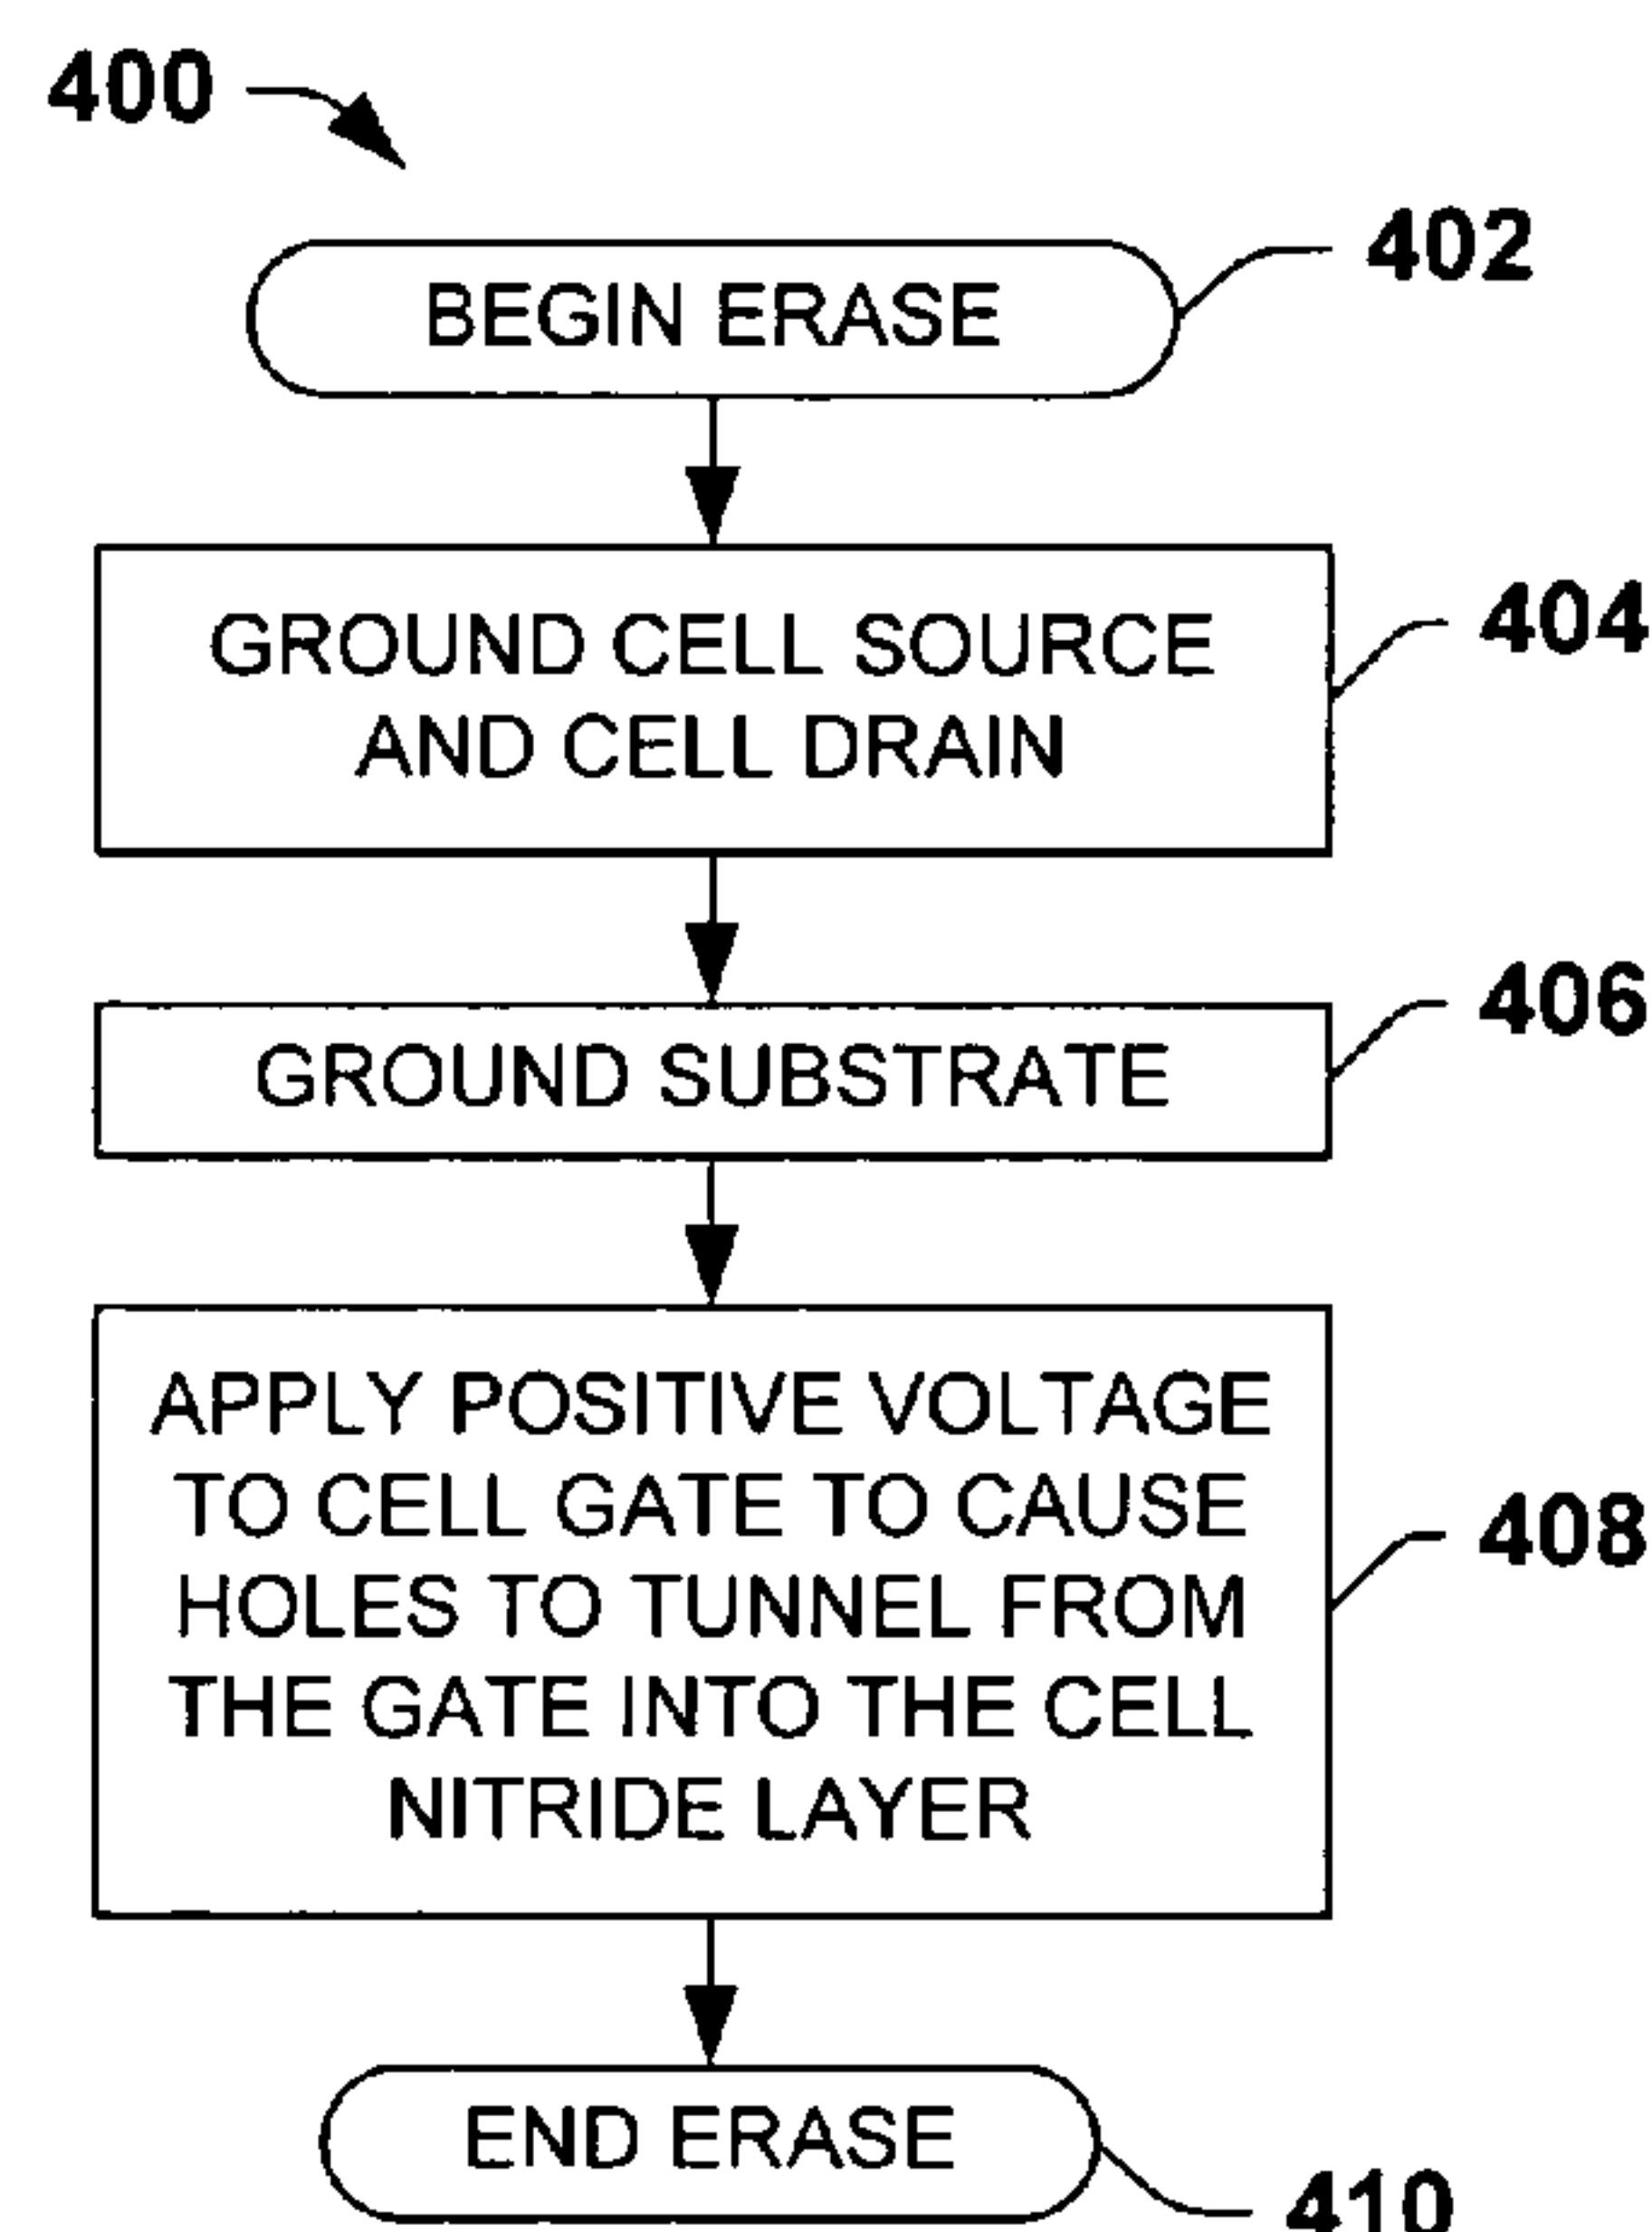 400
402
BEGIN ERASE
GROUND CELL SOURCE
AND CELL DRAIN
404
406
GROUND SUBSTRATE
APPLY POSITIVE VOLTAGE
TO CELL GATE TO CAUSE
HOLES TO TUNNEL FROM
THE GATE INTO THE CELL
NITRIDE LAYER
408
END ERASE
410